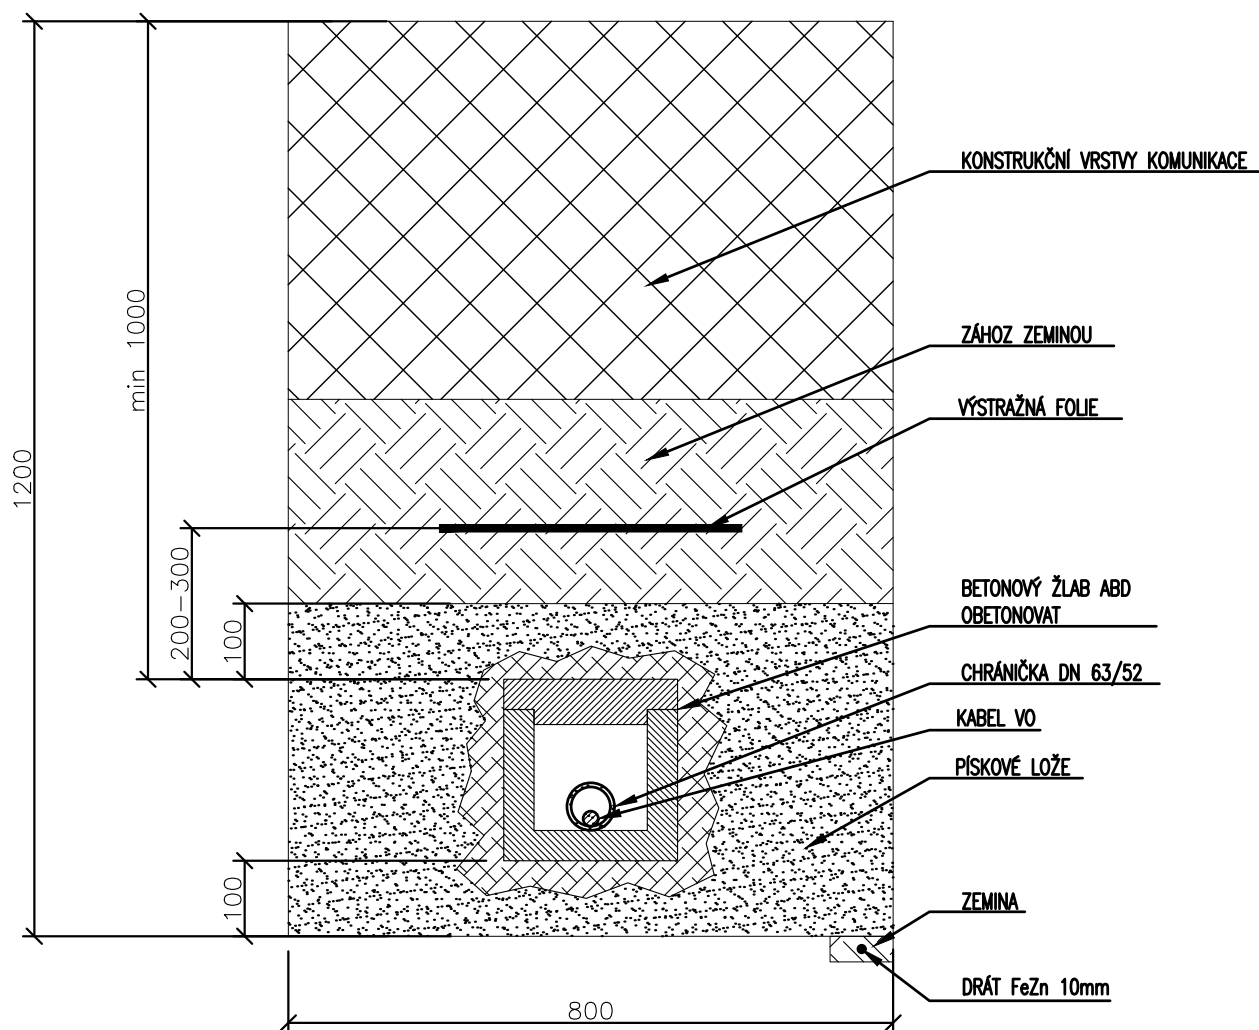 KONSTRUKČNÍ VRSTVY KOMUNIKACE
min 1000
ZÁHOZ ZEMINOU
VÝSTRAŽNÁ FOLIE
1200
200-300
100
BETONOVÝ ŽLAB ABD
OBETONOVAT
CHRÁNIČKA DN 63/52
KABEL VO
PÍSKOVÉ LOŽE
100
ZEMINA
DRÁT FeZn 10mm
800